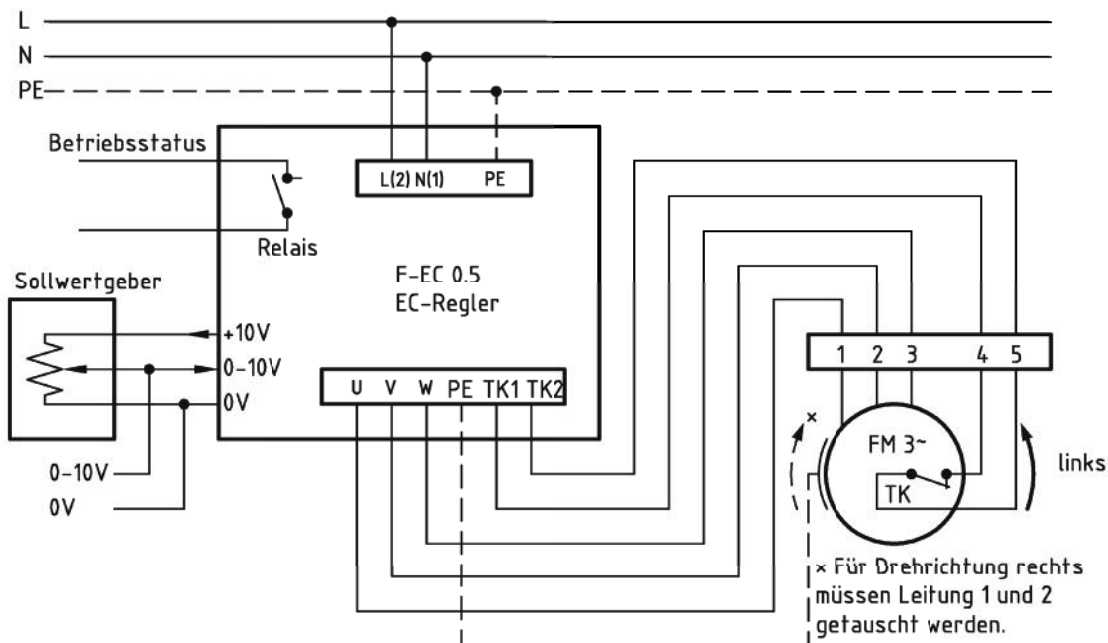 L
N
PE
Betriebsstatus
L(2) N(1) PE
Relais
F-EC 0.5
EC-Regler
Sollwertgeber
+10V
0-10V
0V
U V W PE TK1 TK2
0-10V
0V
1 2 3 4 5
×
FM 3~
TK
links
× Für Drehrichtung rechts
müssen Leitung 1 und 2
getauscht werden.